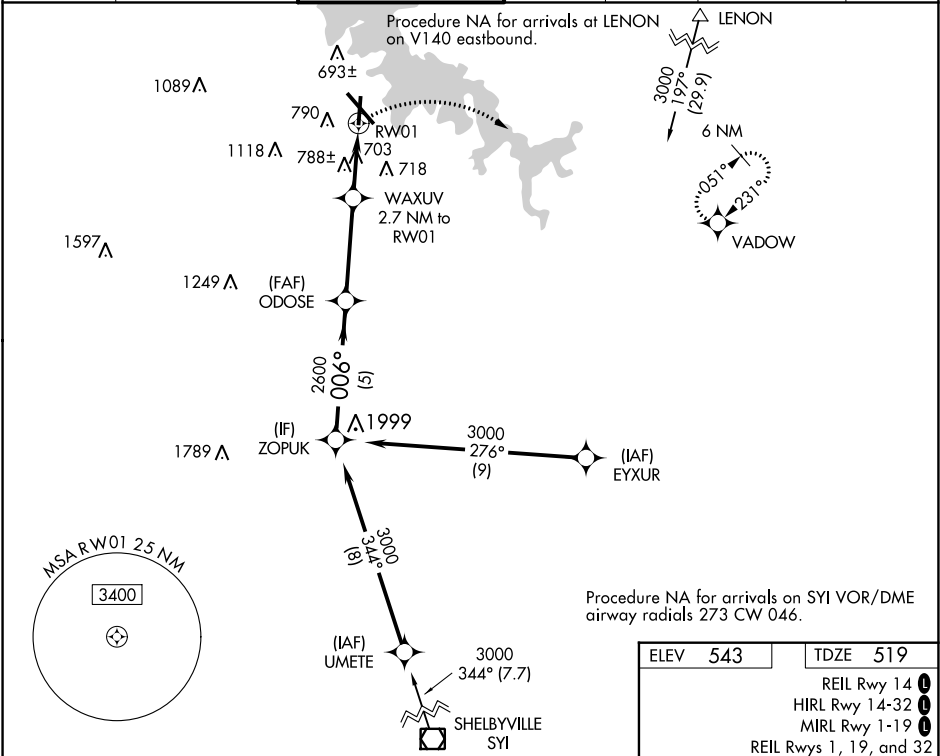 Procedure NA for arrivals at LENON
on V140 eastbound.
LENON
3000
197°
(29.9)
6 NM
051°
231°
VADOW
693±
1089
790
RW01
1118
788±
703
718
WAXUV
2.7 NM to
RW01
1597
1249
(FAF)
ODOSE
2600
006°
(5)
(IF)
ZOPUK
1999
1789
3000
276°
(9)
(IAF)
EYXUR
3000
344°
(8)
MSA RW01 25 NM
3400
(IAF)
UMETE
3000
344° (7.7)
SHELBYVILLE
SYI
Procedure NA for arrivals on SYI VOR/DME
airway radials 273 CW 046.
ELEV 543
TDZE 519
REIL Rwy 14 L
HIRL Rwy 14-32 L
MIRL Rwy 1-19 L
REIL Rwys 1, 19, and 32